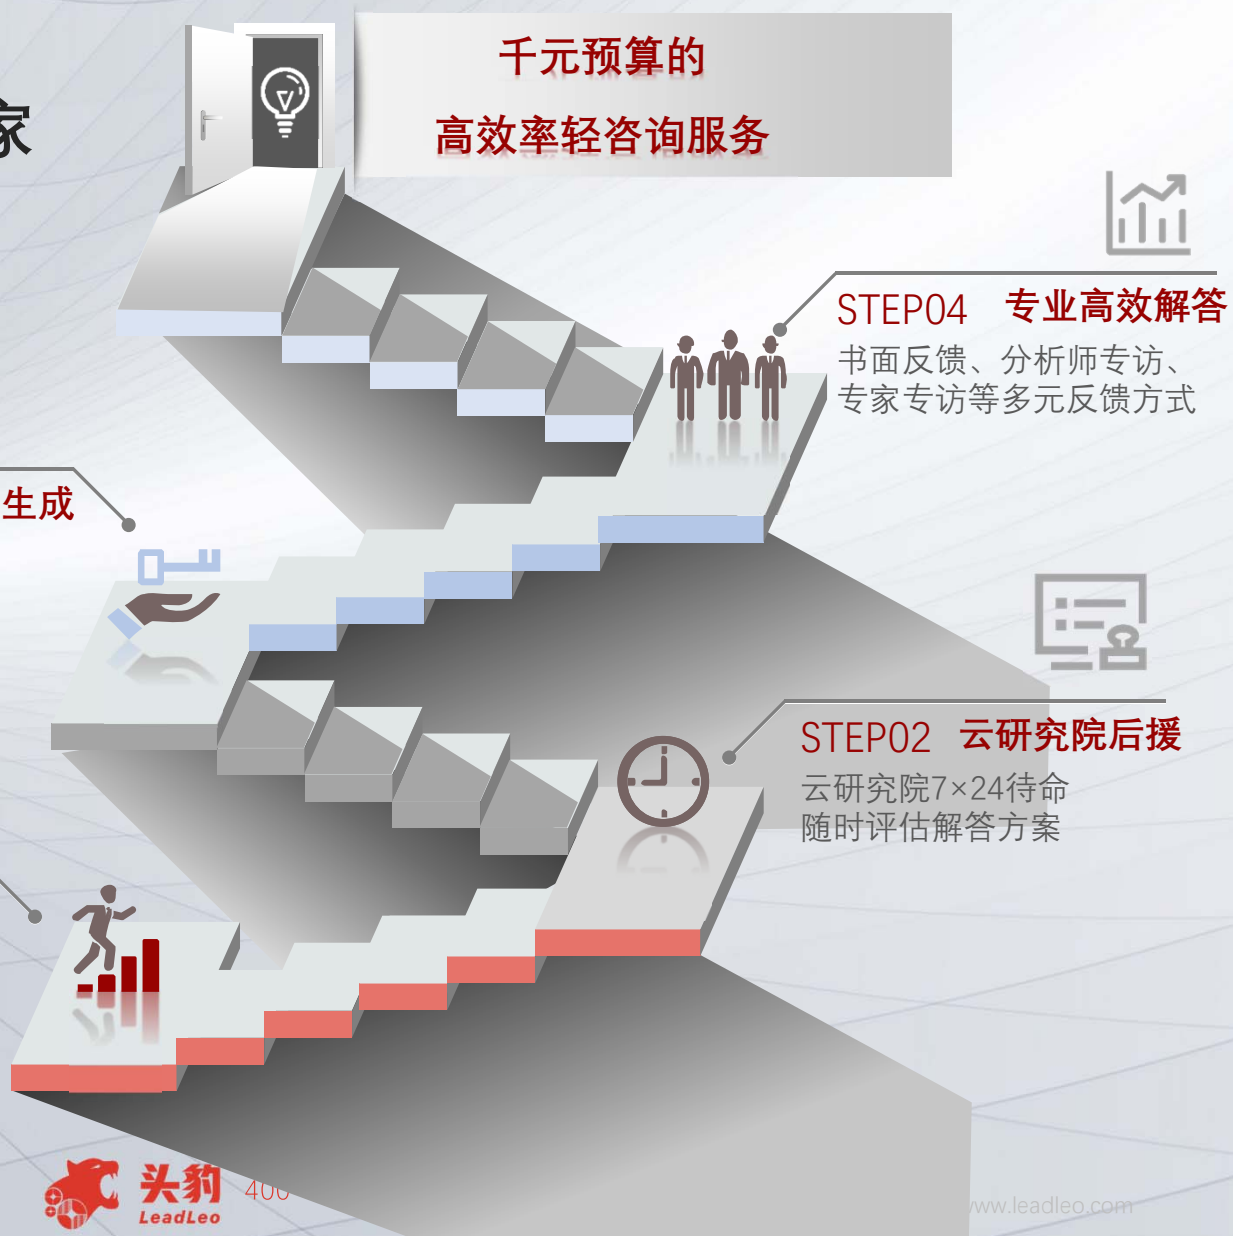 千元预算的
高效率轻咨询服务
家
STEP04 专业高效解答
书面反馈、分析师专访、
专家专访等多元反馈方式
生成
STEP02 云研究院后援
云研究院7×24待命
随时评估解答方案
头豹
LeadLeo
400
www.leadleo.com